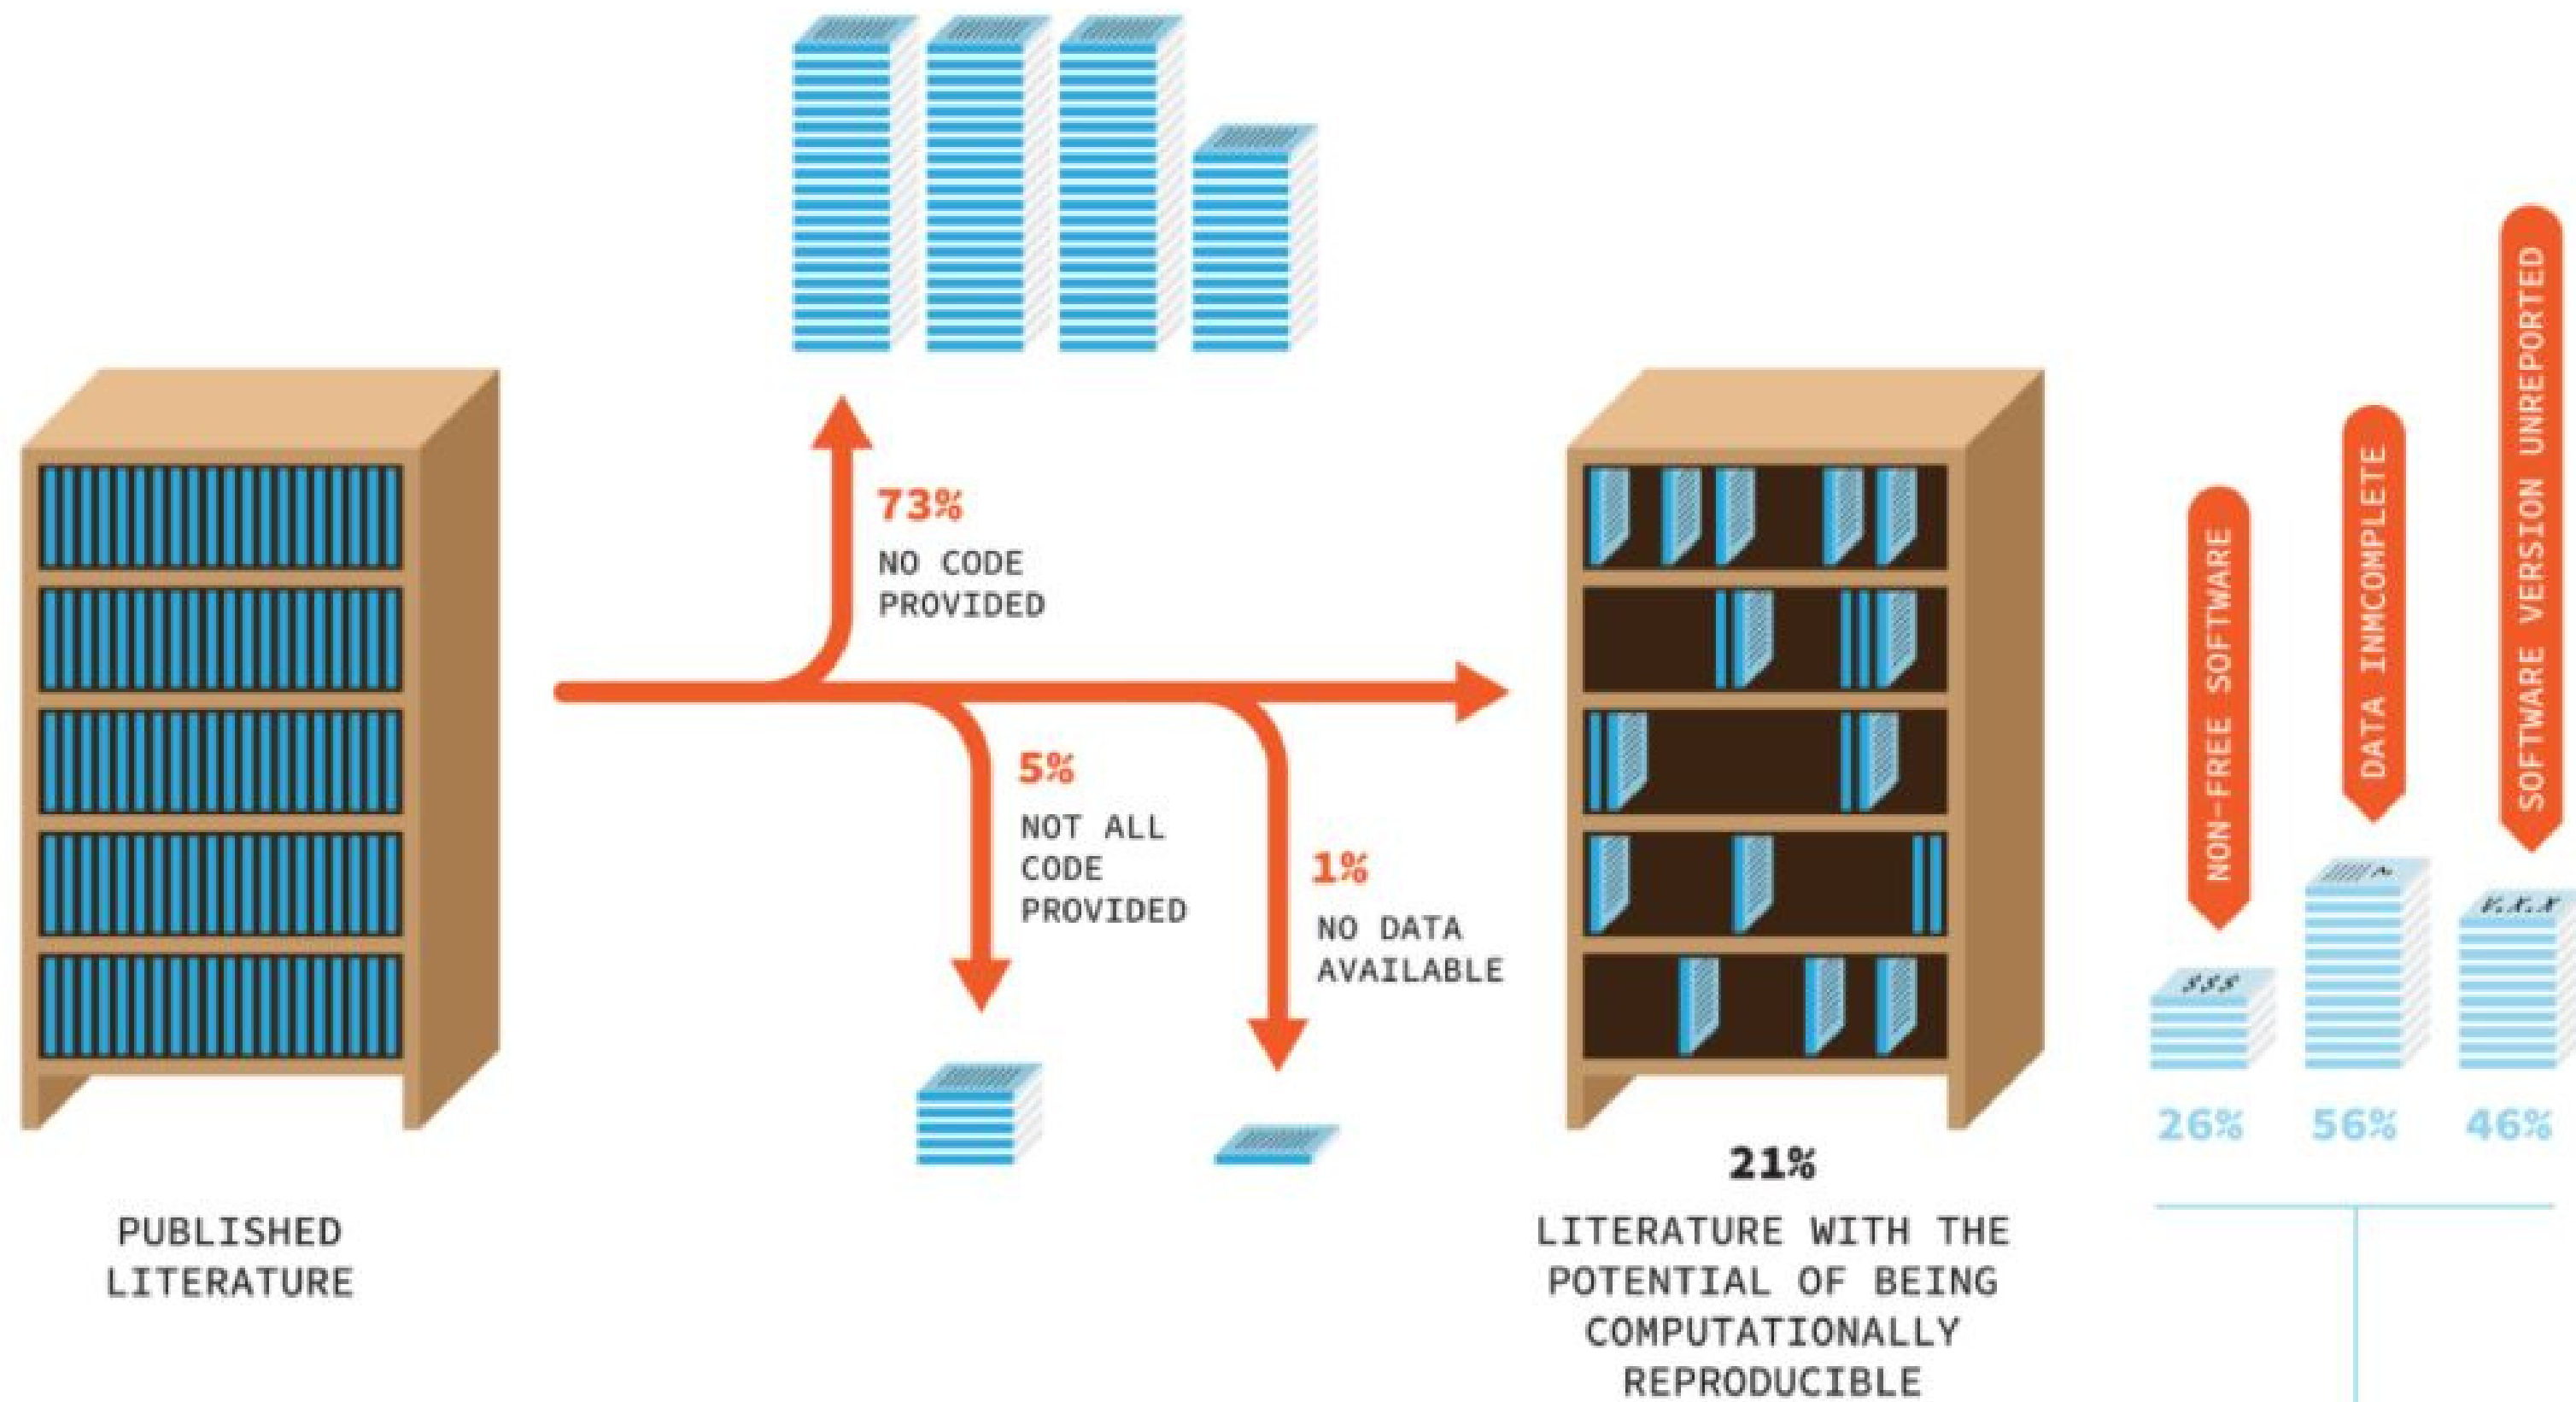 73%
NO CODE
PROVIDED
5%
NOT ALL
CODE
PROVIDED
1%
NO DATA
AVAILABLE
PUBLISHED
LITERATURE
21%
LITERATURE WITH THE
POTENTIAL OF BEING
COMPUTATIONALLY
REPRODUCIBLE
NON-FREE SOFTWARE
DATA INMCOMPLETE
SOFTWARE VERSION UNREPORTED
$$$
V.X.X
26%
56%
46%